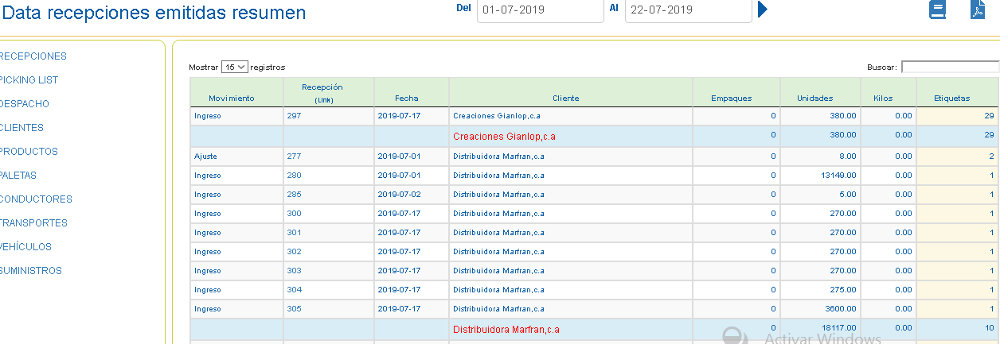 Data recepciones emitidas resumen
Del 01-07-2019 Al 22-07-2019
RECEPCIONES
PICKING LIST
DESPACHO
CLIENTES
PRODUCTOS
PALETAS
CONDUCTORES
TRANSPORTES
VEHÍCULOS
SUMINISTROS
Mostrar 15 registros
Buscar:
Movimiento Recepción (Link) Fecha Cliente Empaques Unidades Kilos Etiquetas
Ingreso 297 2019-07-17 Creaciones Gianlop,c.a 0 380.00 0.00 29
Creaciones Gianlop,c.a 0 380.00 0.00 29
Ajuste 277 2019-07-01 Distribuidora Marfran,c.a 0 8.00 0.00 2
Ingreso 280 2019-07-01 Distribuidora Marfran,c.a 0 13149.00 0.00 1
Ingreso 285 2019-07-02 Distribuidora Marfran,c.a 0 5.00 0.00 1
Ingreso 300 2019-07-17 Distribuidora Marfran,c.a 0 270.00 0.00 1
Ingreso 301 2019-07-17 Distribuidora Marfran,c.a 0 270.00 0.00 1
Ingreso 302 2019-07-17 Distribuidora Marfran,c.a 0 270.00 0.00 1
Ingreso 303 2019-07-17 Distribuidora Marfran,c.a 0 270.00 0.00 1
Ingreso 304 2019-07-17 Distribuidora Marfran,c.a 0 275.00 0.00 1
Ingreso 305 2019-07-17 Distribuidora Marfran,c.a 0 3600.00 0.00 1
Distribuidora Marfran,c.a 0 18117.00 0.00 10
Activar Windows